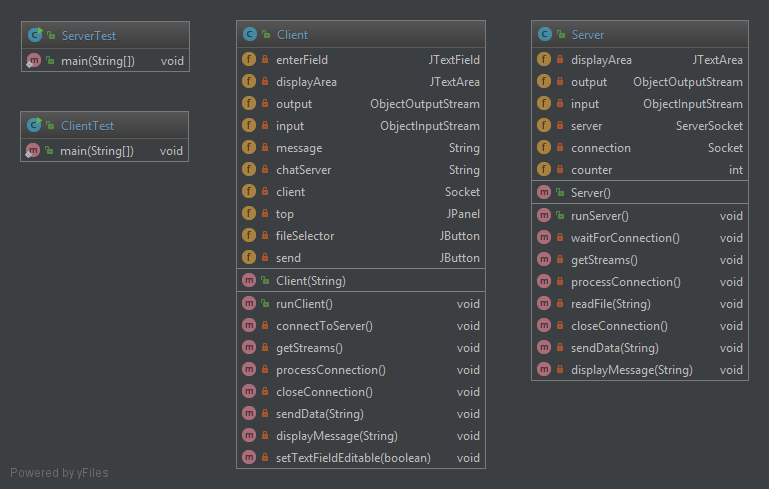 ServerTest
main(String[]) void
ClientTest
main(String[]) void
Client
enterField JTextField
displayArea JTextArea
output ObjectOutputStream
input ObjectInputStream
message String
chatServer String
client Socket
top JPanel
fileSelector JButton
send JButton
Client(String)
runClient() void
connectToServer() void
getStreams() void
processConnection() void
closeConnection() void
sendData(String) void
displayMessage(String) void
setTextFieldEditable(boolean) void
Server
displayArea JTextArea
output ObjectOutputStream
input ObjectInputStream
server ServerSocket
connection Socket
counter int
Server()
runServer() void
waitForConnection() void
getStreams() void
processConnection() void
readFile(String) void
closeConnection() void
sendData(String) void
displayMessage(String) void
Powered by yFiles